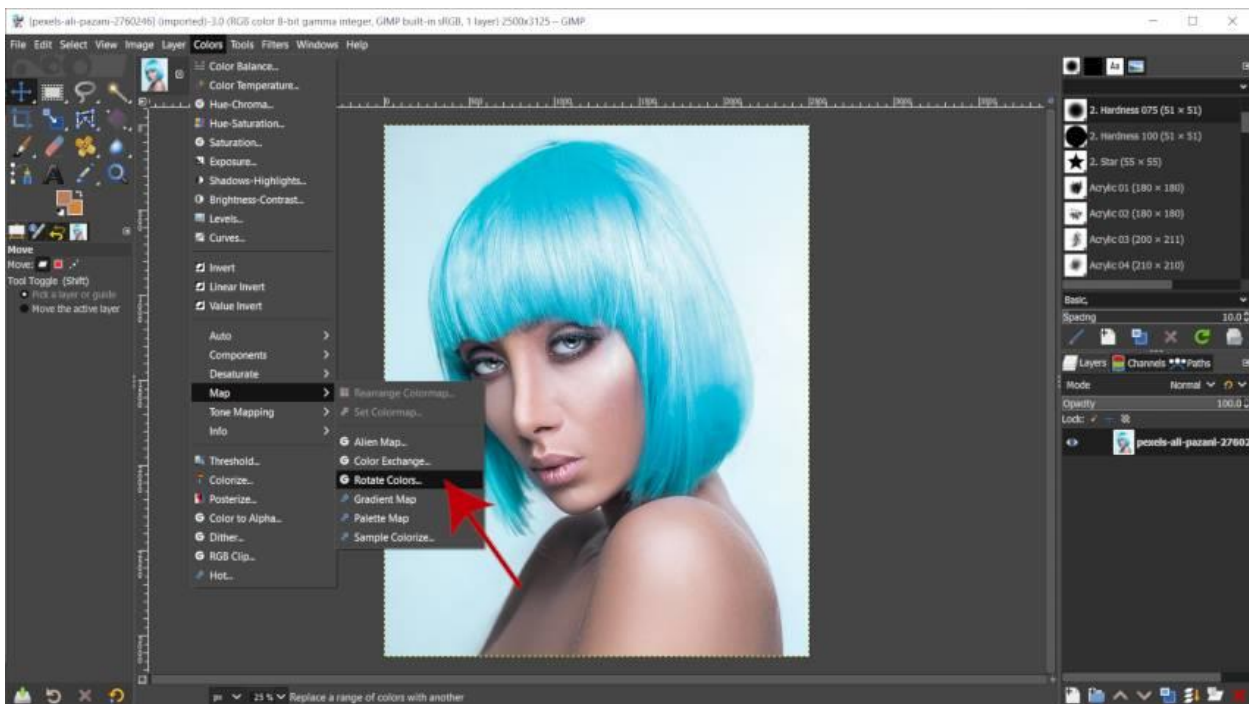 [pexels-ali-pazani-2760246] (imported)-3.0 (RGB color 8-bit gamma integer, GIMP built-in sRGB, 1 layer) 2500x3125 – GIMP
File Edit Select View Image Layer Colors Tools Filters Windows Help
Color Balance...
Color Temperature...
Hue-Chroma...
Hue-Saturation...
Saturation...
Exposure...
Shadows-Highlights...
Brightness-Contrast...
Levels...
Curves...
Invert
Linear Invert
Value Invert
Auto
Components
Desaturate
Map
Tone Mapping
Info
Threshold...
Colorize...
Posterize...
Color to Alpha...
Dither...
RGB Clip...
Hot...
Rearrange Colormap...
Set Colormap...
Alien Map...
Color Exchange...
Rotate Colors...
Gradient Map
Palette Map
Sample Colorize...
Move
Move:
Tool Toggle (Shift)
Pick a layer or guide
Move the active layer
px 25 % Replace a range of colors with another
Aa
2. Hardness 075 (51 × 51)
2. Hardness 100 (51 × 51)
2. Star (55 × 55)
Acrylic 01 (180 × 180)
Acrylic 02 (180 × 180)
Acrylic 03 (200 × 211)
Acrylic 04 (210 × 210)
Basic,
Spacing 10.0
Layers Channels Paths
Mode Normal
Opacity 100.0
Lock:
pexels-ali-pazani-27602